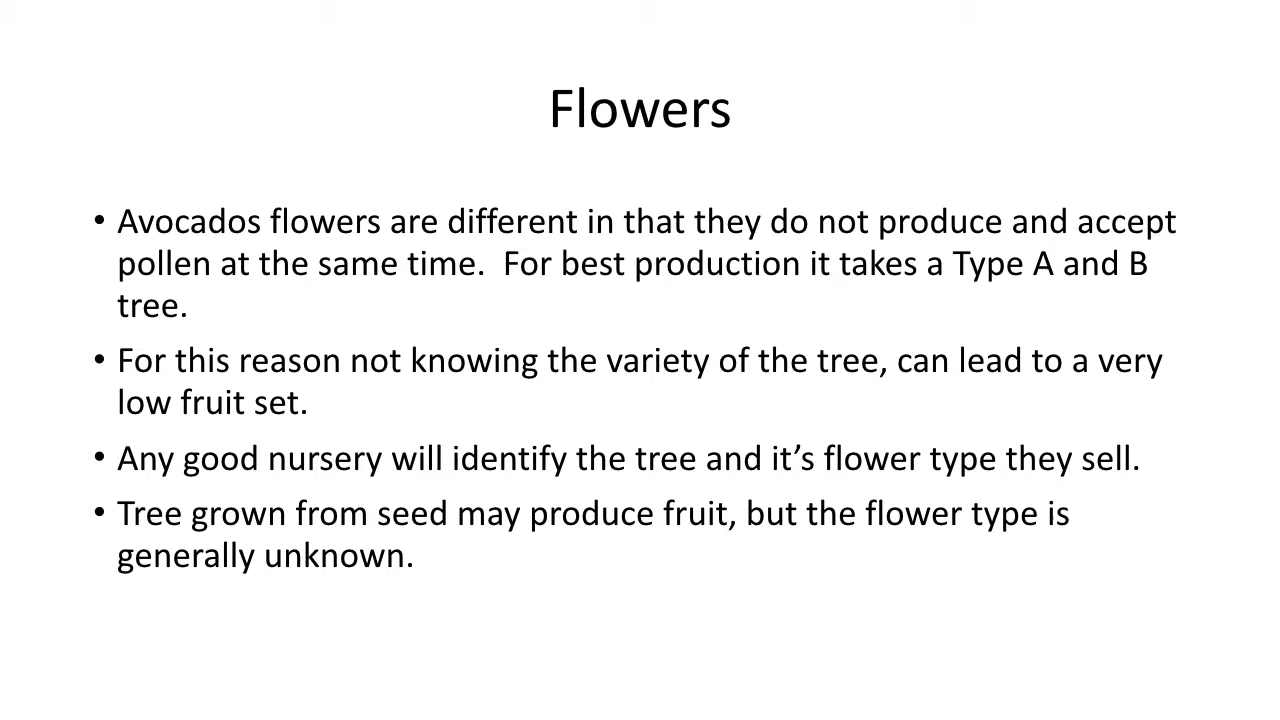 Flowers
• Avocados flowers are different in that they do not produce and accept
pollen at the same time.  For best production it takes a Type A and B
tree.
• For this reason not knowing the variety of the tree, can lead to a very
low fruit set.
• Any good nursery will identify the tree and it’s flower type they sell.
• Tree grown from seed may produce fruit, but the flower type is
generally unknown.